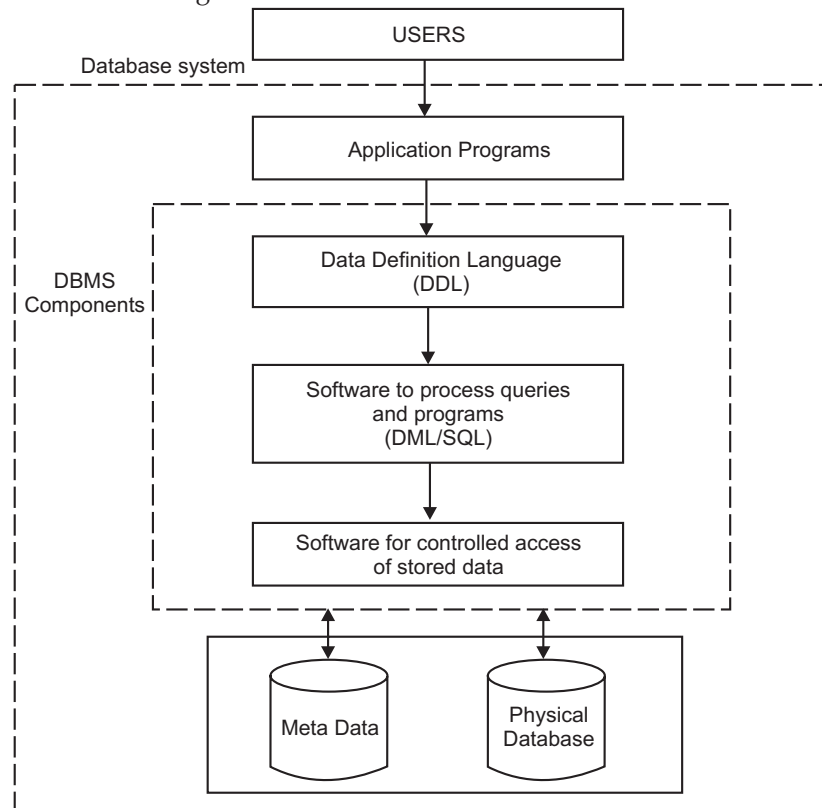 USERS
Database system
Application Programs
Data Definition Language
(DDL)
DBMS
Components
Software to process queries
and programs
(DML/SQL)
Software for controlled access
of stored data
Meta Data
Physical
Database